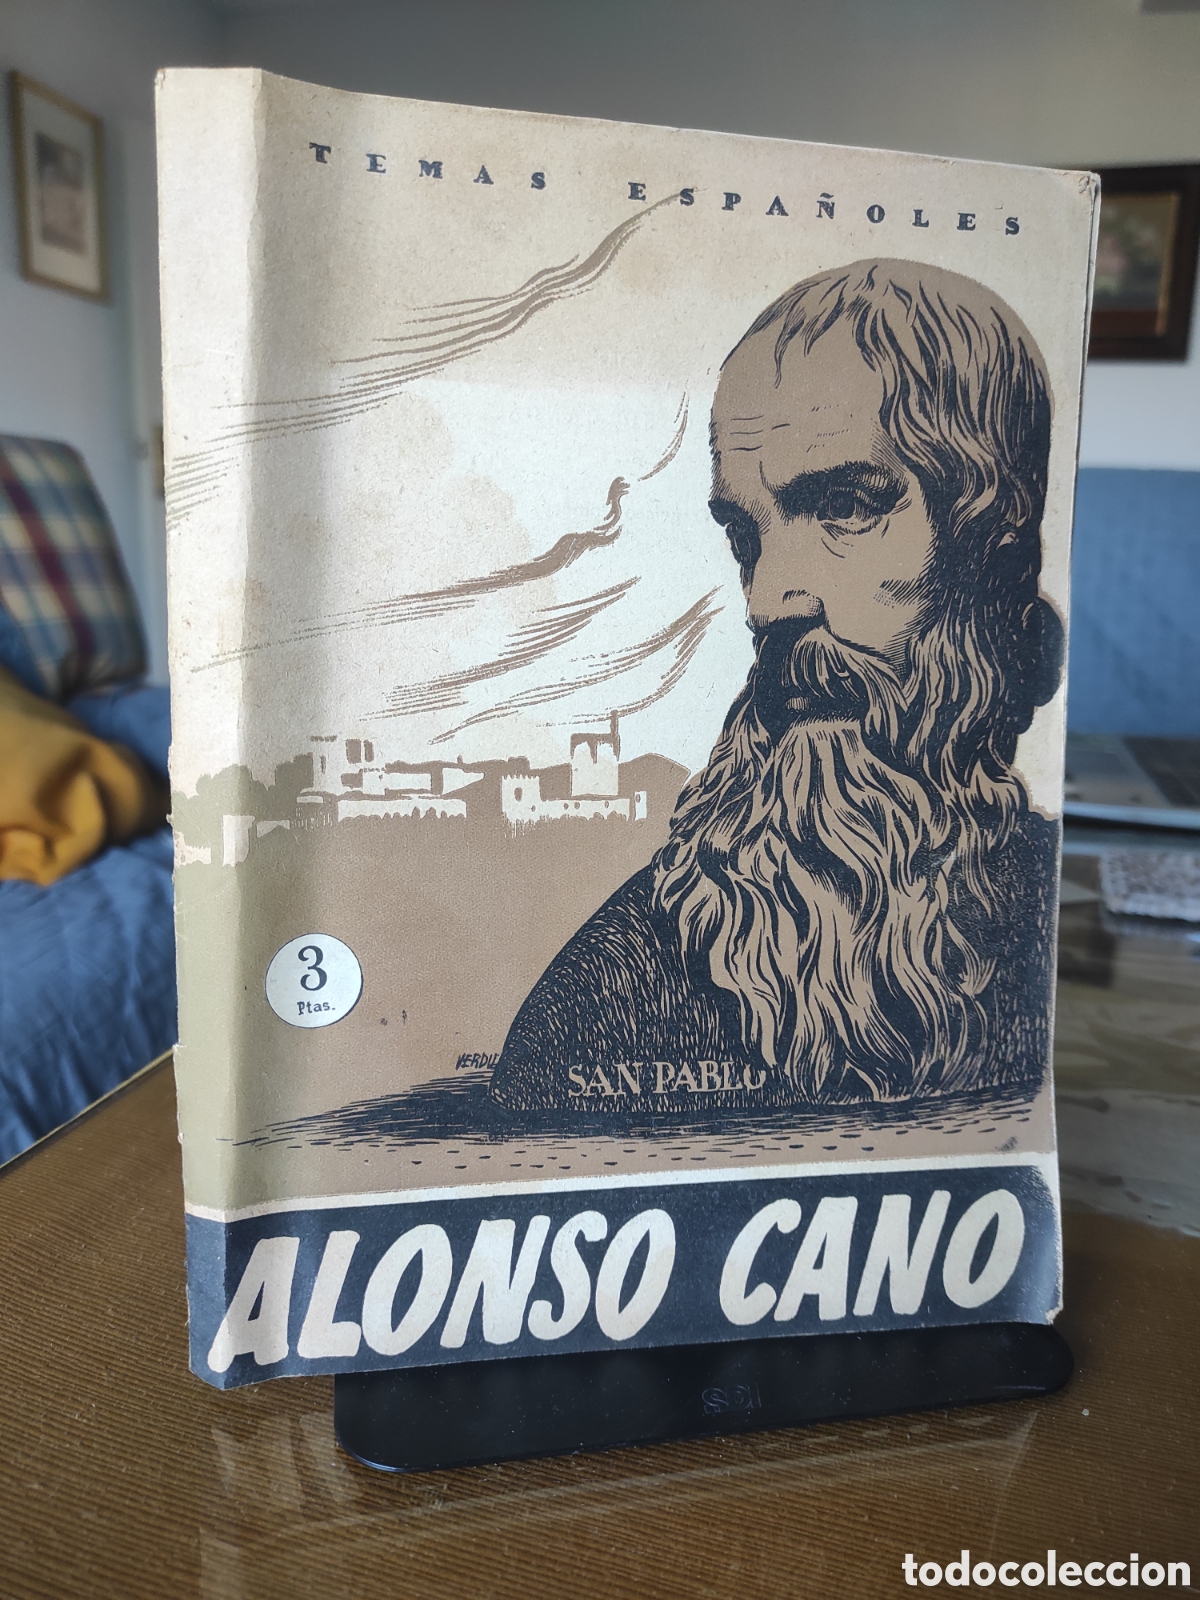 TEMAS ESPAÑOLES
3
Ptas.
SAN PABLO
ALONSO CANO
todocoleccion